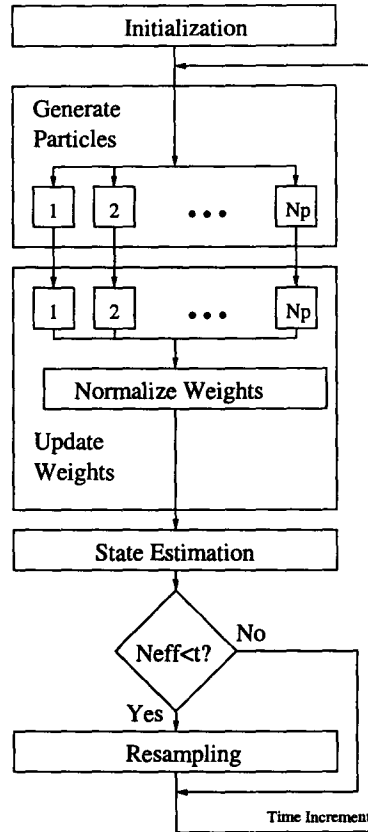 Initialization
Generate
Particles
1 2 ... Np
1 2 ... Np
Normalize Weights
Update
Weights
State Estimation
Neff<t?
No
Yes
Resampling
Time Increment